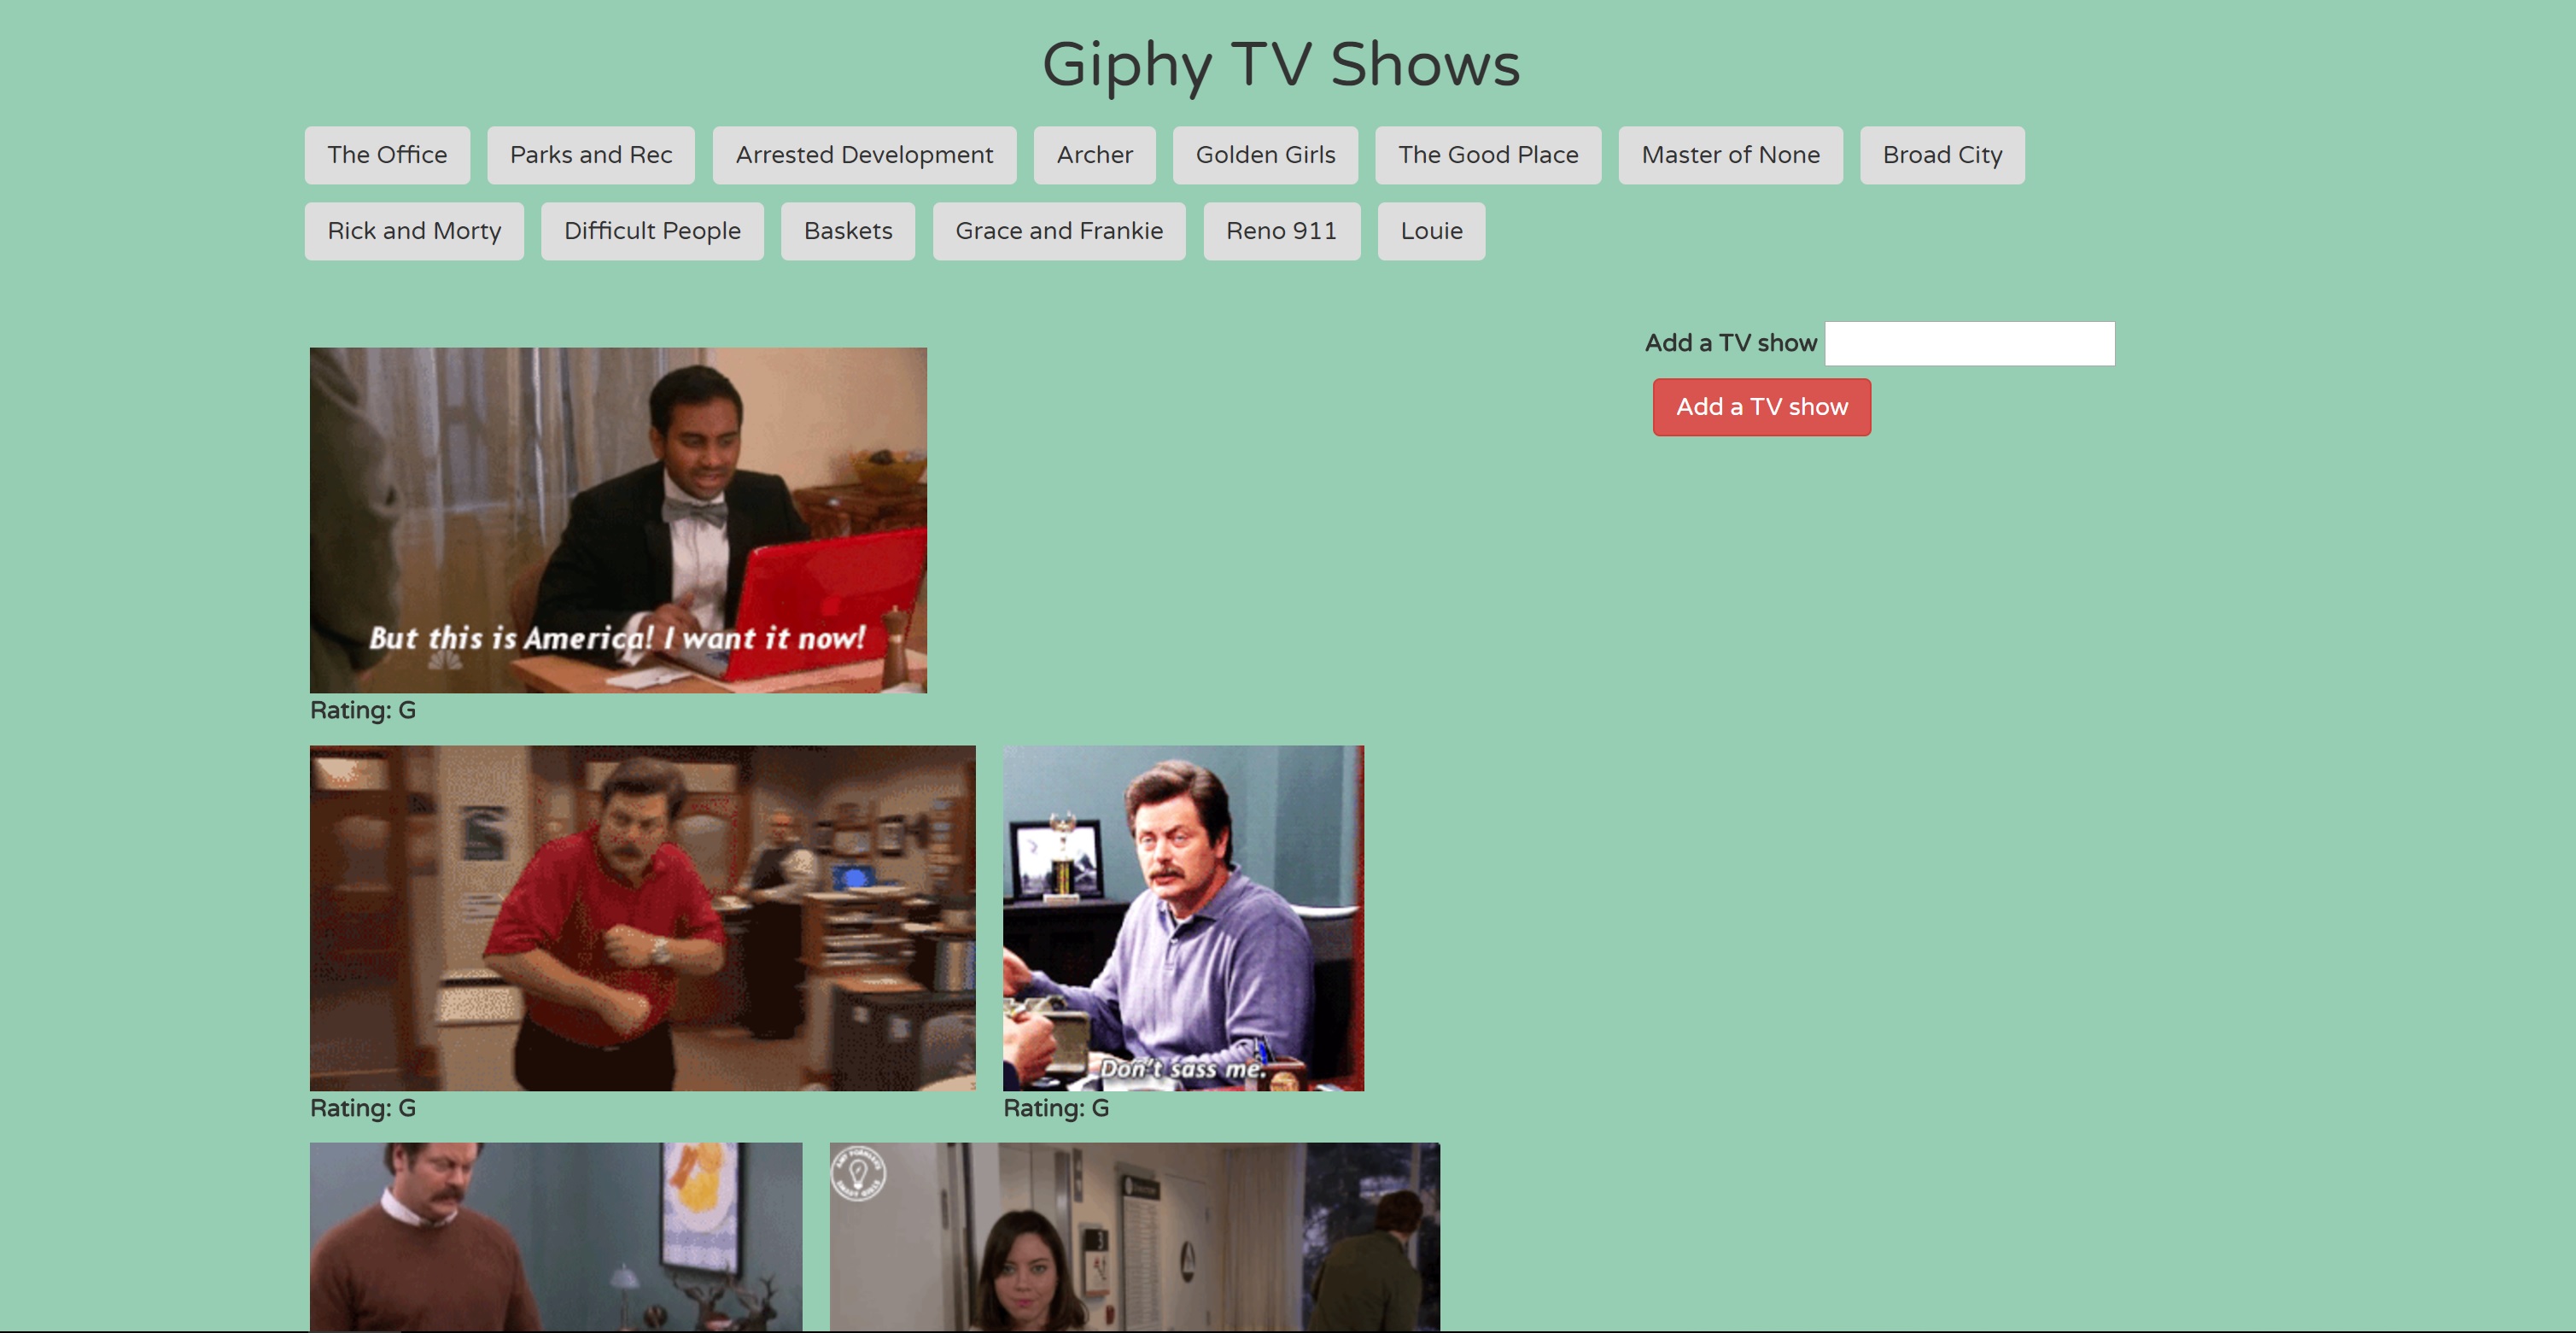 Giphy TV Shows
The Office Parks and Rec Arrested Development Archer Golden Girls The Good Place Master of None Broad City
Rick and Morty Difficult People Baskets Grace and Frankie Reno 911 Louie
Add a TV show
Add a TV show
But this is America! I want it now!
Rating: G
Don't sass me.
Rating: G Rating: G